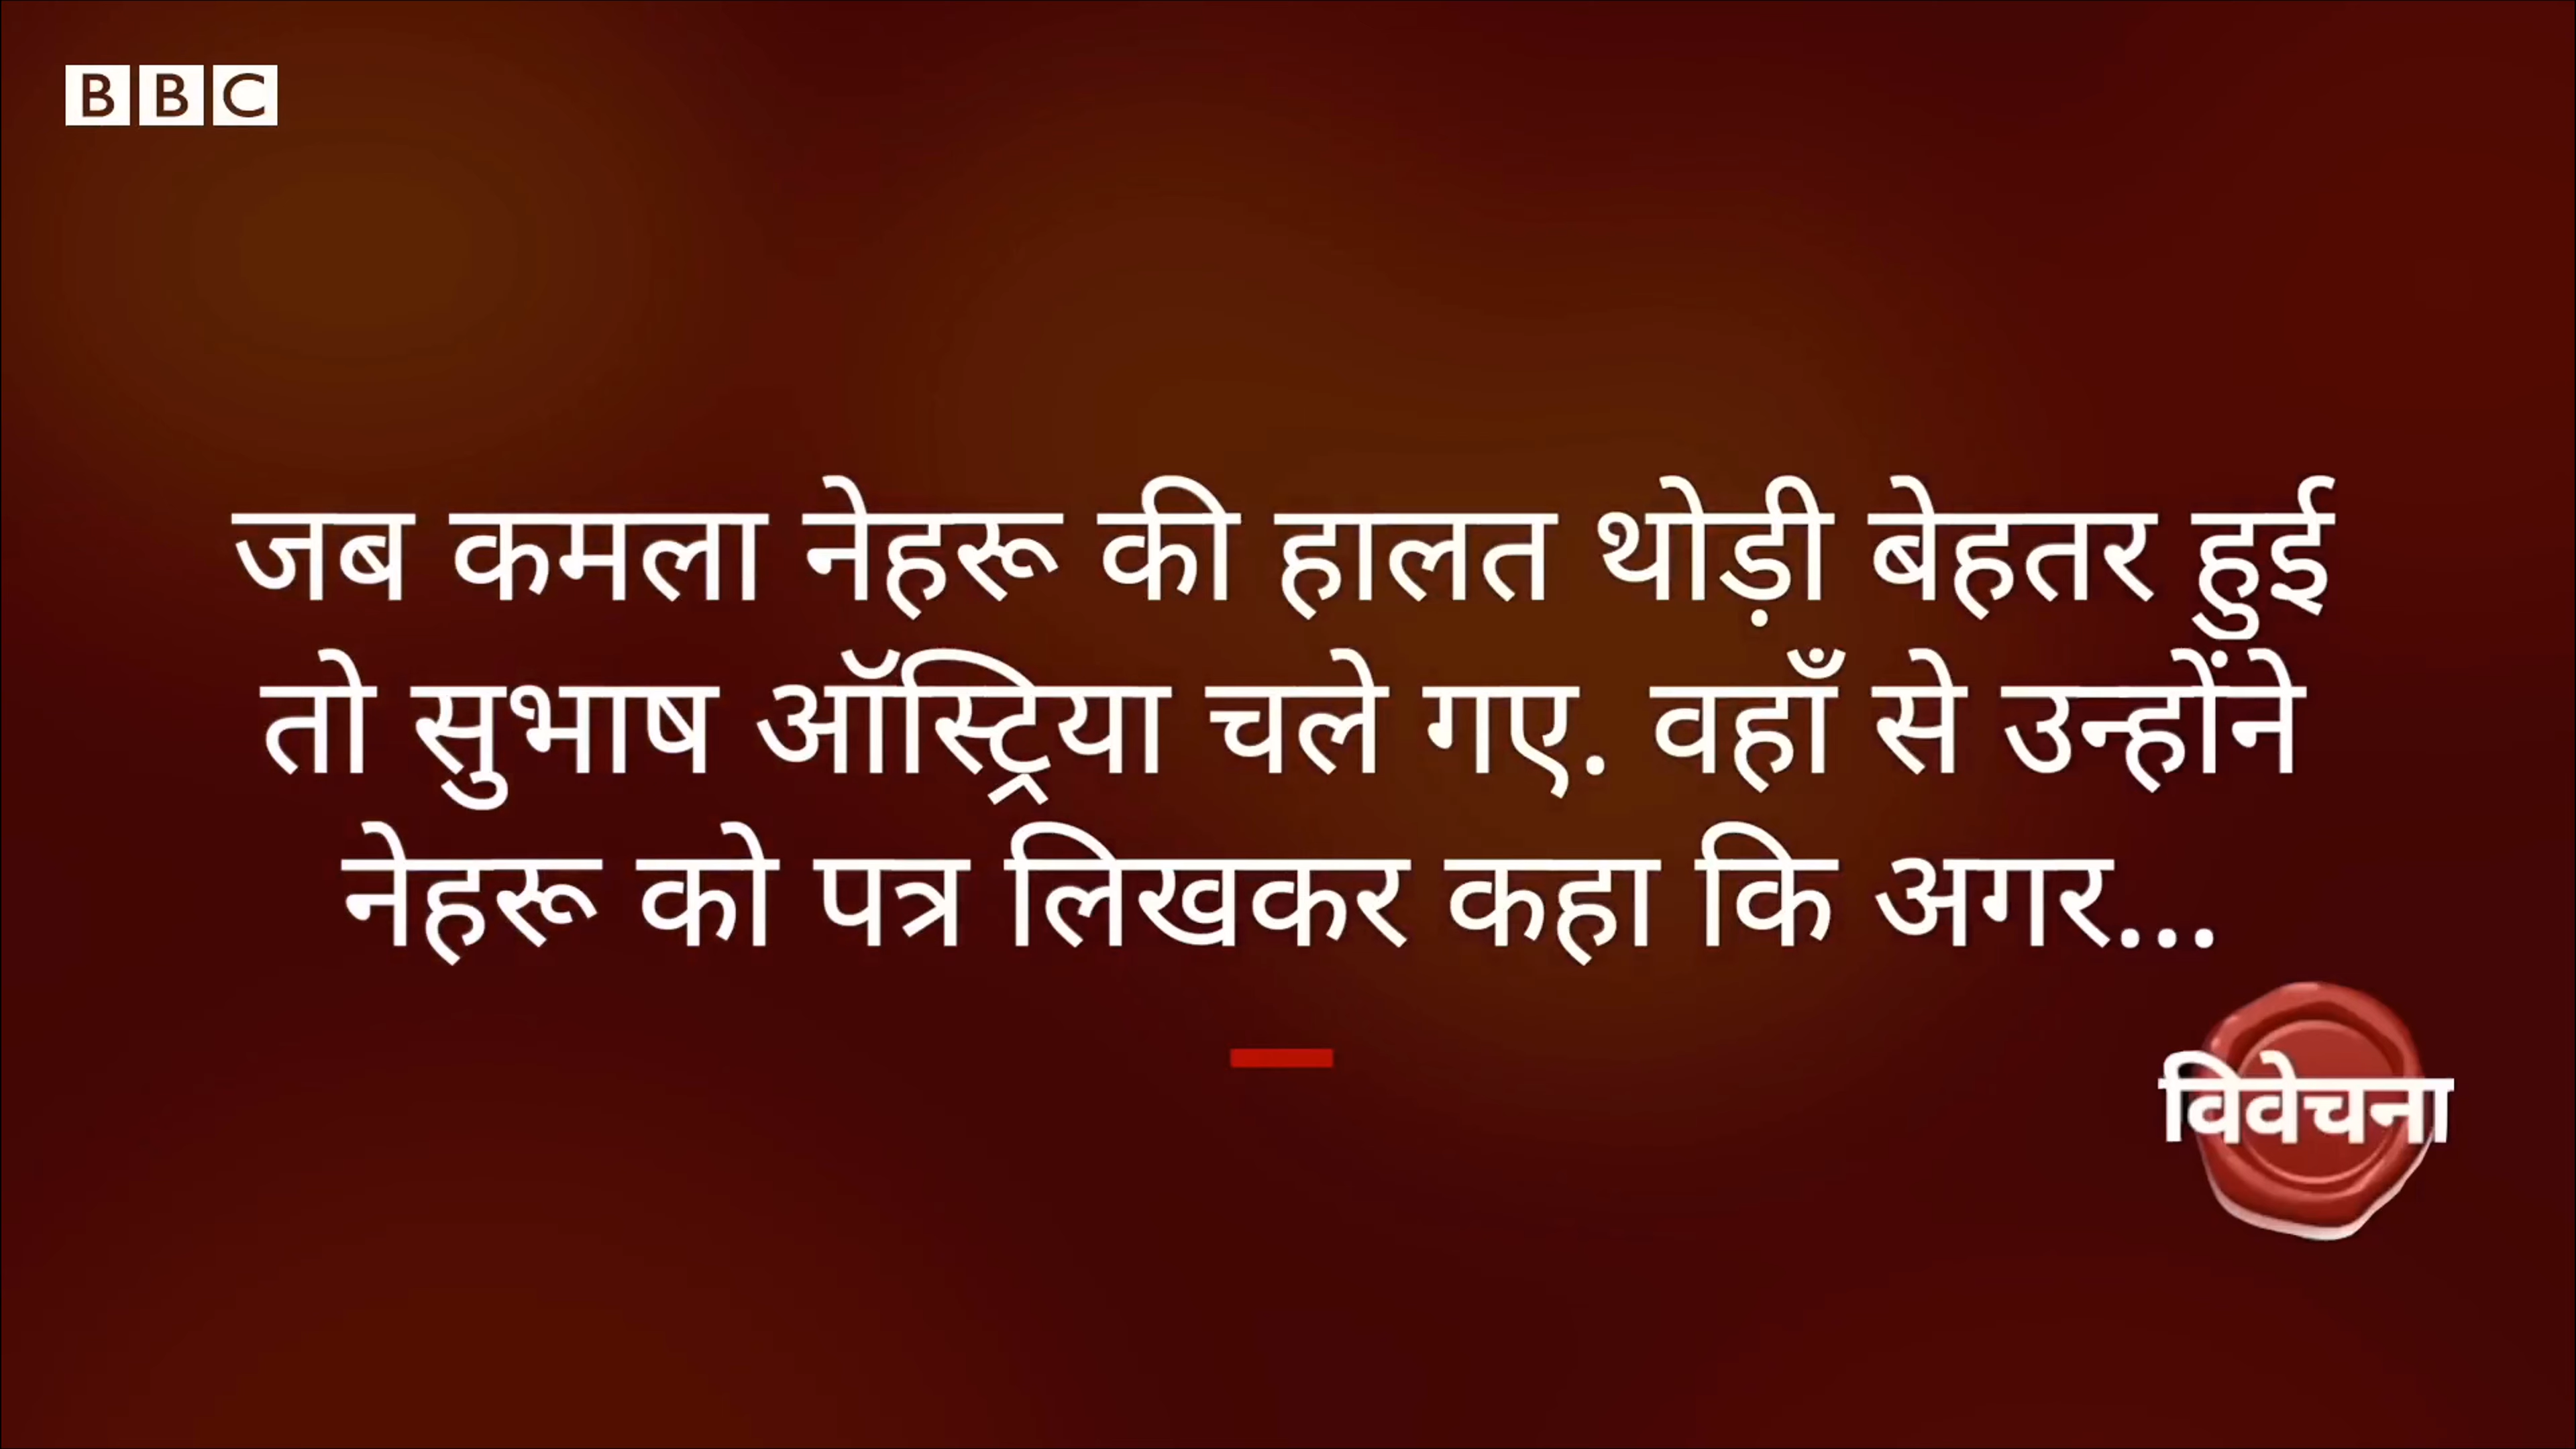 BBC
जब कमला नेहरू की हालत थोड़ी बेहतर हुई
तो सुभाष ऑस्ट्रिया चले गए. वहाँ से उन्होंने
नेहरू को पत्र लिखकर कहा कि अगर...
विवेचना